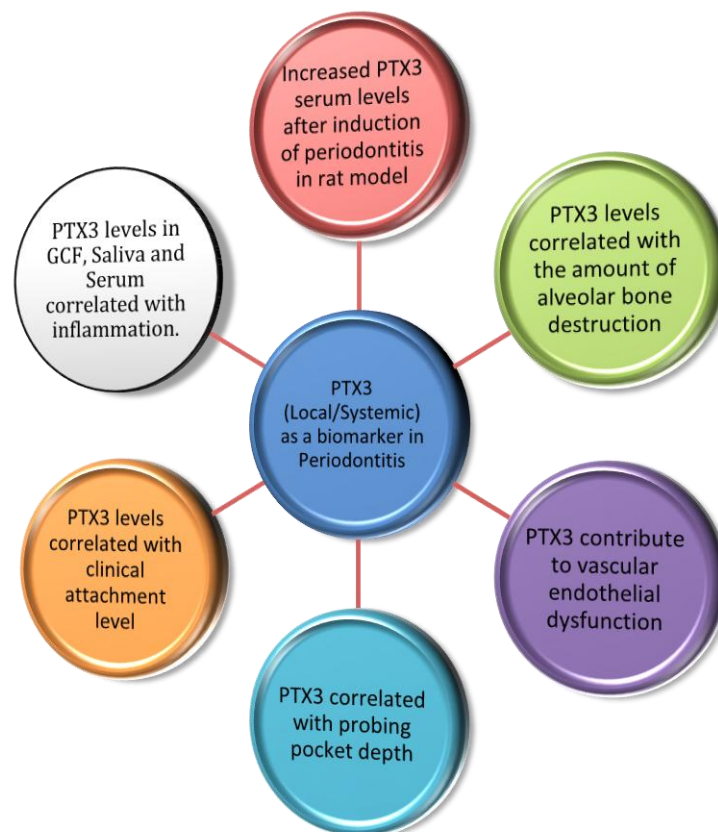 Increased PTX3
serum levels
after induction
of periodontitis
in rat model
PTX3 levels in
GCF, Saliva and
Serum
correlated with
inflammation.
PTX3 levels
correlated with
the amount of
alveolar bone
destruction
PTX3
(Local/Systemic)
as a biomarker in
Periodontitis
PTX3 levels
correlated with
clinical
attachment
level
PTX3 contribute
to vascular
endothelial
dysfunction
PTX3 correlated
with probing
pocket depth